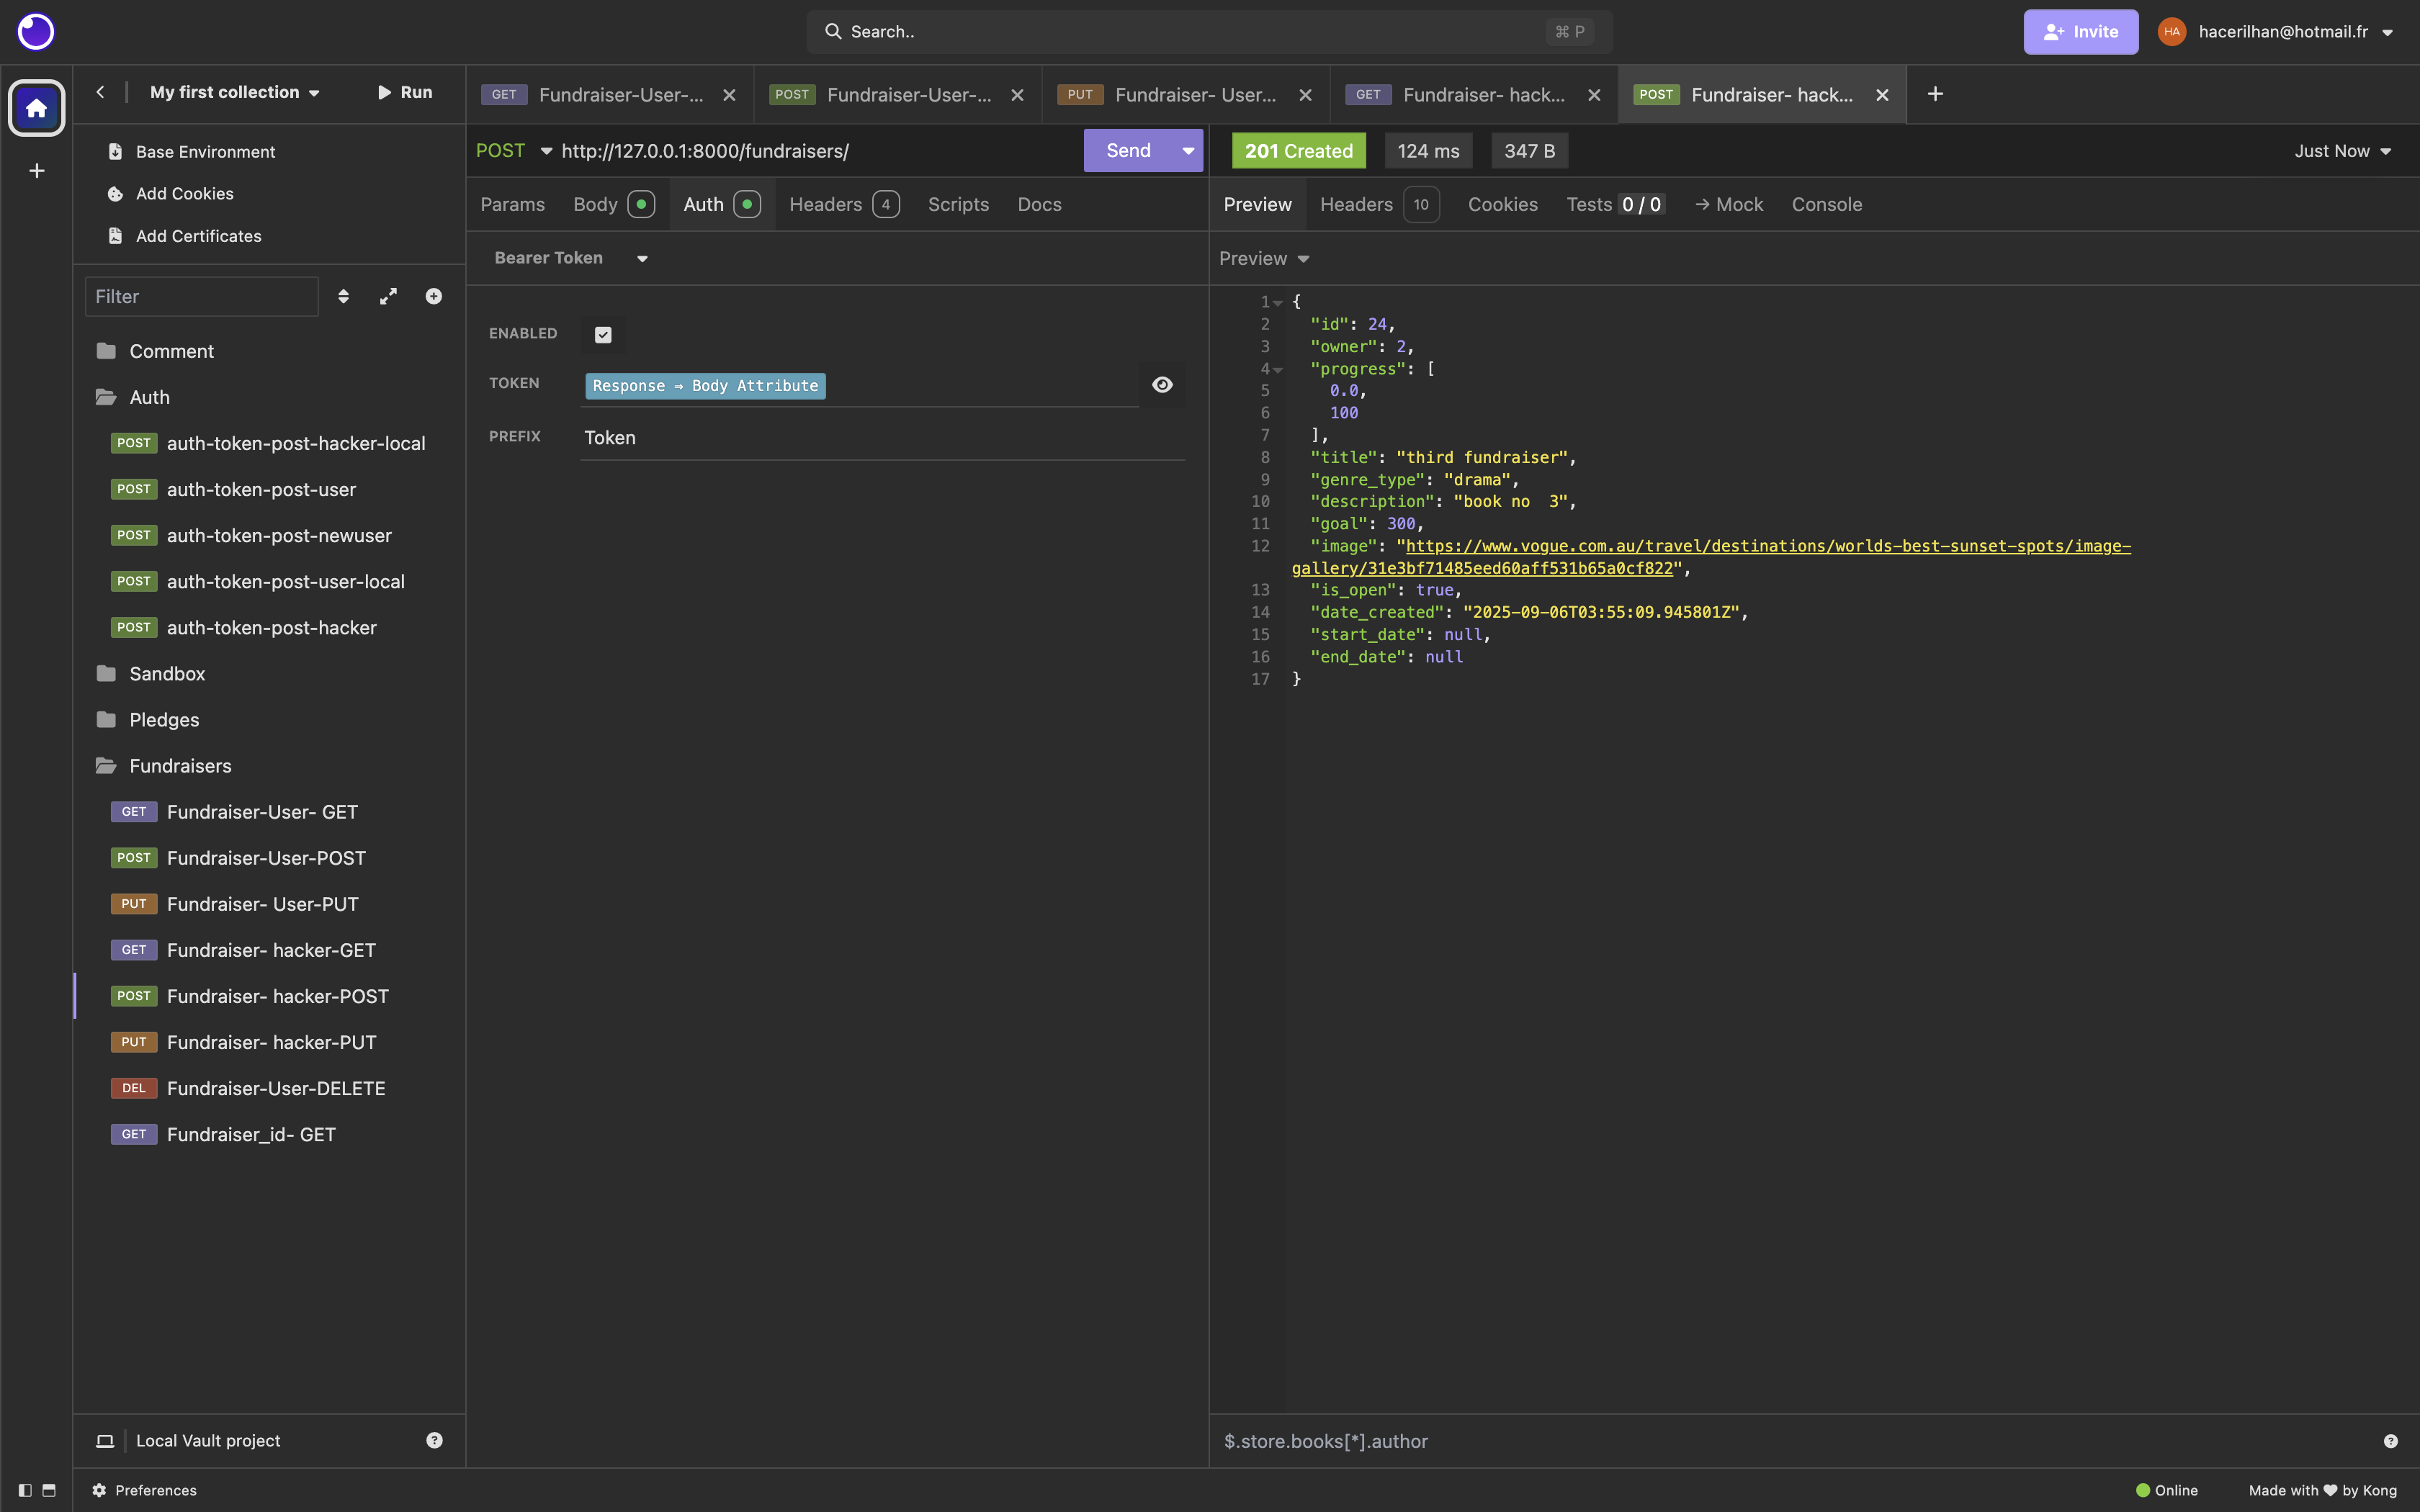 Search..
⌘ P
Invite
HA
hacerilhan@hotmail.fr
My first collection
Run
GET Fundraiser-User-...
POST Fundraiser-User-...
PUT Fundraiser- User...
GET Fundraiser- hack...
POST Fundraiser- hack...
Base Environment
Add Cookies
Add Certificates
Filter
Comment
Auth
POST auth-token-post-hacker-local
POST auth-token-post-user
POST auth-token-post-newuser
POST auth-token-post-user-local
POST auth-token-post-hacker
Sandbox
Pledges
Fundraisers
GET Fundraiser-User- GET
POST Fundraiser-User-POST
PUT Fundraiser- User-PUT
GET Fundraiser- hacker-GET
POST Fundraiser- hacker-POST
PUT Fundraiser- hacker-PUT
DEL Fundraiser-User-DELETE
GET Fundraiser_id- GET
Local Vault project
POST http://127.0.0.1:8000/fundraisers/ Send
Params Body Auth Headers 4 Scripts Docs
Bearer Token
ENABLED
TOKEN Response ⇒ Body Attribute
PREFIX Token
201 Created 124 ms 347 B Just Now
Preview Headers 10 Cookies Tests 0 / 0 → Mock Console
Preview
1 {
2 "id": 24,
3 "owner": 2,
4 "progress": [
5 0.0,
6 100
7 ],
8 "title": "third fundraiser",
9 "genre_type": "drama",
10 "description": "book no  3",
11 "goal": 300,
12 "image": "https://www.vogue.com.au/travel/destinations/worlds-best-sunset-spots/image-
gallery/31e3bf71485eed60aff531b65a0cf822",
13 "is_open": true,
14 "date_created": "2025-09-06T03:55:09.945801Z",
15 "start_date": null,
16 "end_date": null
17 }
$.store.books[*].author
Preferences
Online
Made with ♥ by Kong